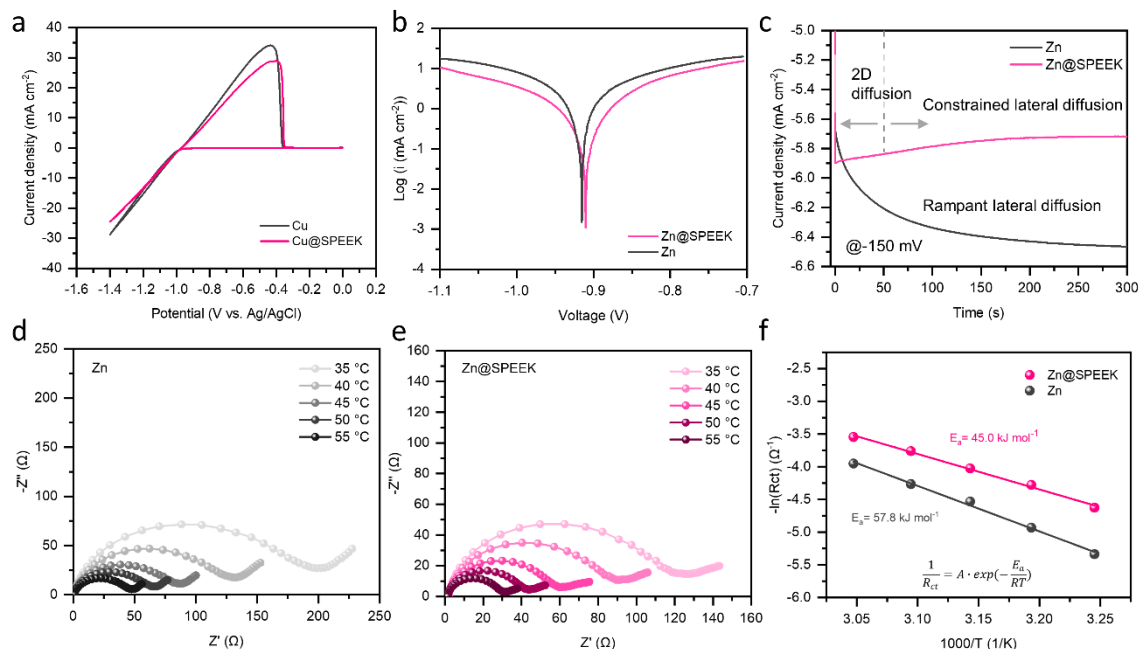 a
Current density (mA cm⁻²)
40
30
20
10
0
-10
-20
-30
-40
Cu
Cu@SPEEK
-1.6 -1.4 -1.2 -1.0 -0.8 -0.6 -0.4 -0.2 0.0 0.2
Potential (V vs. Ag/AgCl)
b
Log (i (mA cm⁻²))
2
1
0
-1
-2
-3
-4
Zn@SPEEK
Zn
-1.1 -1.0 -0.9 -0.8 -0.7
Voltage (V)
c
Current density (mA cm⁻²)
-5.0
-5.2
-5.4
-5.6
-5.8
-6.0
-6.2
-6.4
-6.6
Zn
Zn@SPEEK
2D
diffusion
Constrained lateral diffusion
Rampant lateral diffusion
@-150 mV
0 50 100 150 200 250 300
Time (s)
d
-Z" (Ω)
250
200
150
100
50
0
Zn
35 °C
40 °C
45 °C
50 °C
55 °C
0 50 100 150 200 250
Z' (Ω)
e
-Z" (Ω)
160
140
120
100
80
60
40
20
0
Zn@SPEEK
35 °C
40 °C
45 °C
50 °C
55 °C
0 20 40 60 80 100 120 140 160
Z' (Ω)
f
-ln(Rct) (Ω⁻¹)
-2.0
-2.5
-3.0
-3.5
-4.0
-4.5
-5.0
-5.5
-6.0
Zn@SPEEK
Zn
Eₐ= 45.0 kJ mol⁻¹
Eₐ= 57.8 kJ mol⁻¹
1/R_ct = A · exp(−E_a/RT)
3.05 3.10 3.15 3.20 3.25
1000/T (1/K)